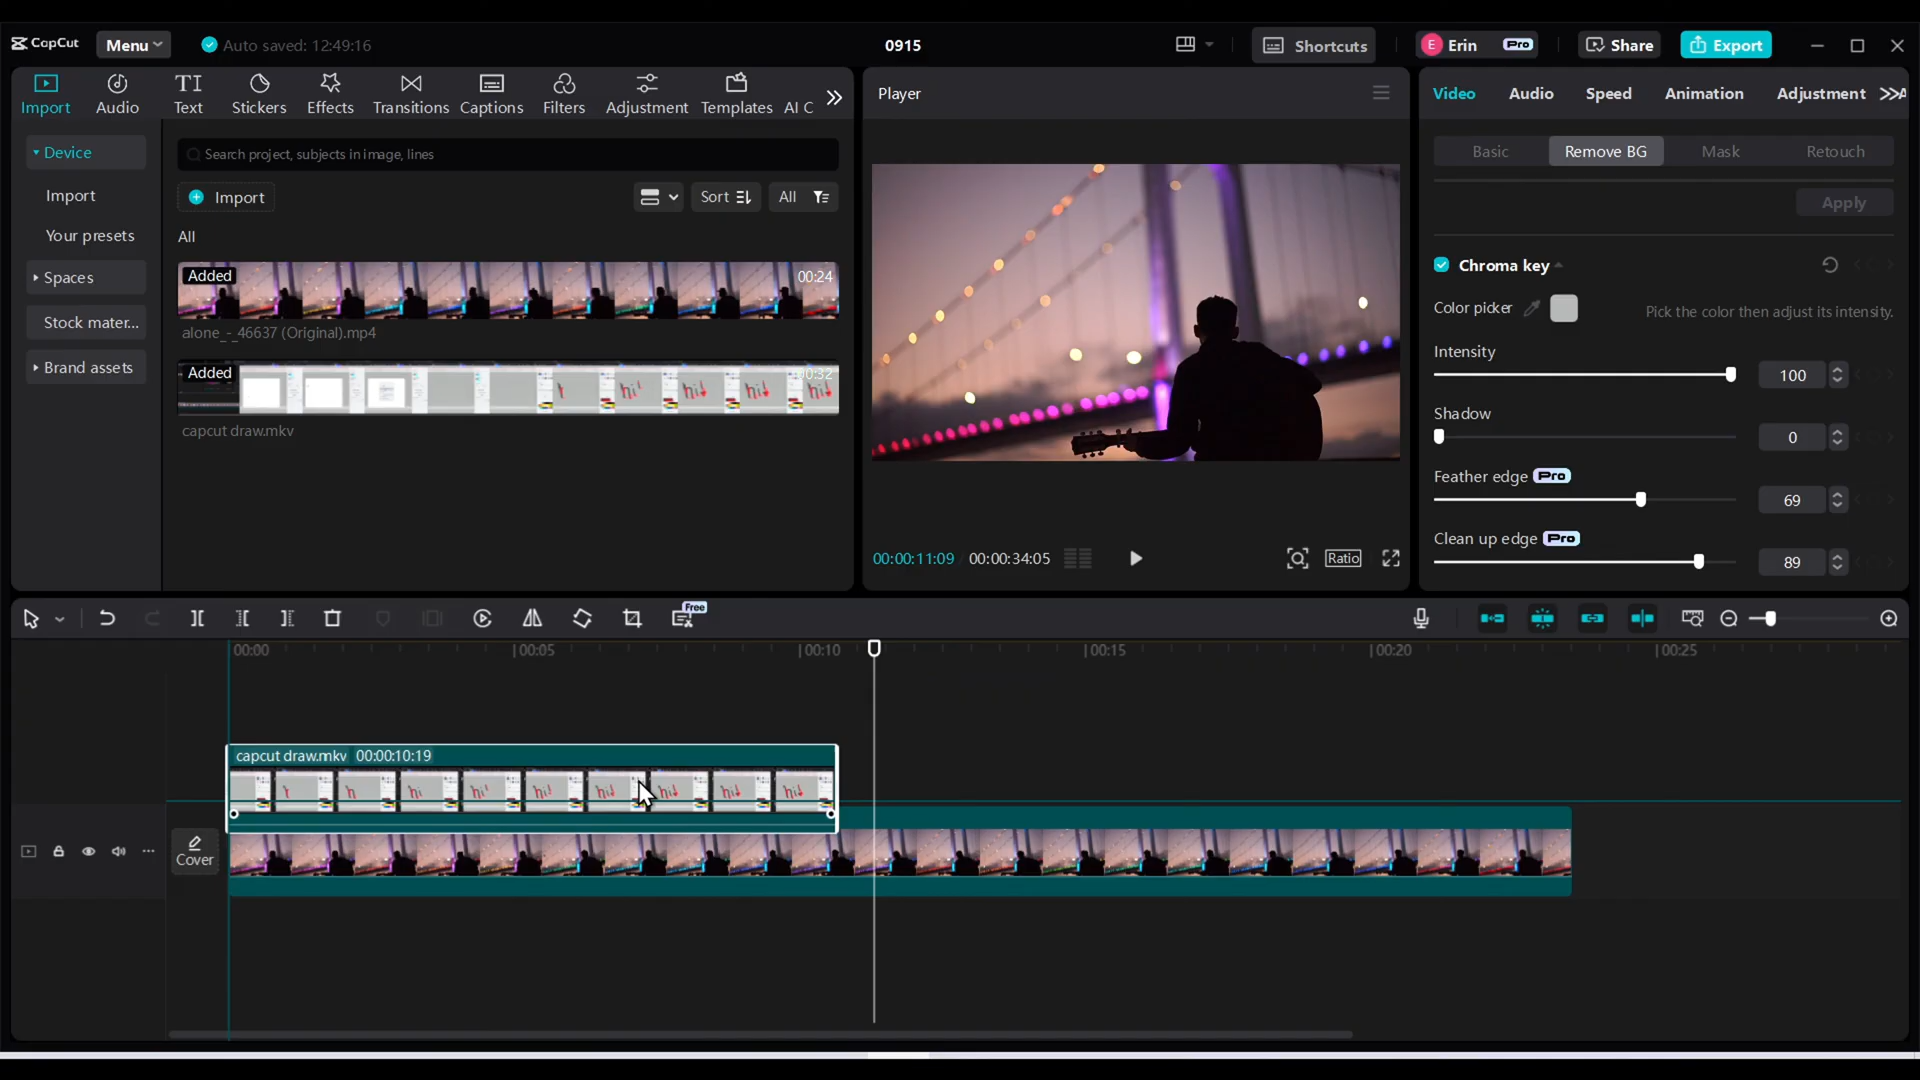 CapCut Menu Auto saved: 12:49:16 0915 Shortcuts E Erin Pro Share Export
Import Audio Text Stickers Effects Transitions Captions Filters Adjustment Templates AI C
Player
Video Audio Speed Animation Adjustment A
Device
Import
Your presets
Spaces
Stock mater...
Brand assets
Search project, subjects in image, lines
Import Sort All
All
Added 00:24
alone_-_46637 (Original).mp4
Added 00:32
capcut draw.mkv
00:00:11:09 00:00:34:05 Ratio
Basic Remove BG Mask Retouch
Apply
Chroma key
Color picker Pick the color then adjust its intensity.
Intensity
100
Shadow
0
Feather edge Pro
69
Clean up edge Pro
89
Free
00:00 00:05 00:10 00:15 00:20 00:25
capcut draw.mkv 00:00:10:19
hi!
Cover